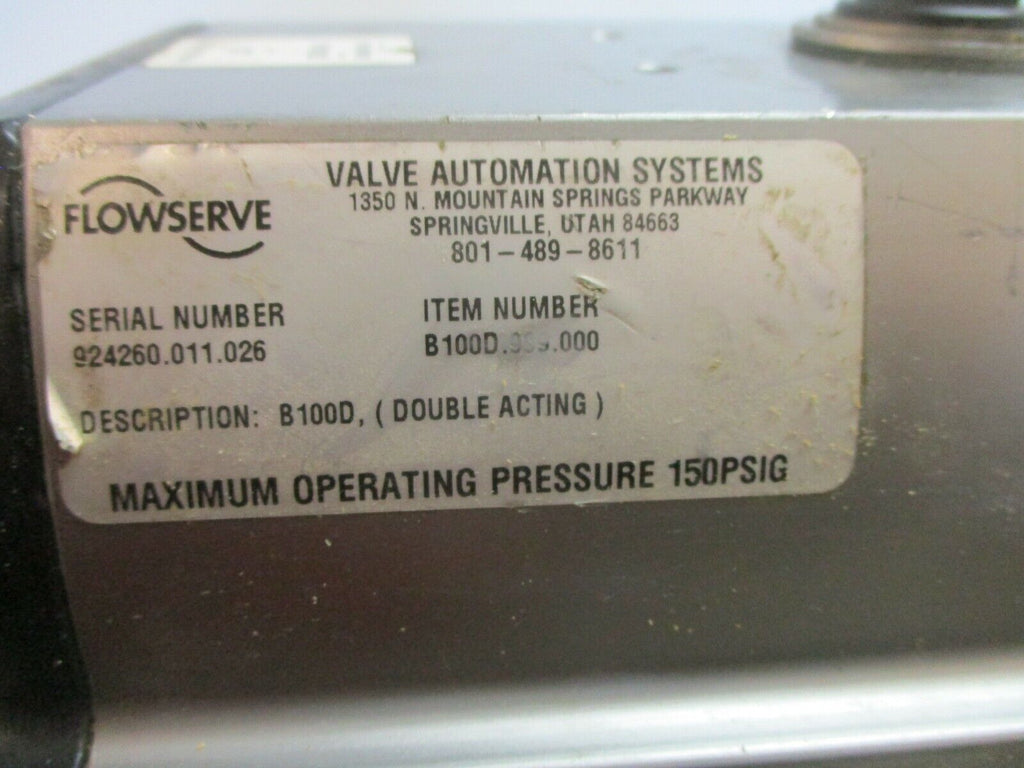 FLOWSERVE
VALVE AUTOMATION SYSTEMS
1350 N. MOUNTAIN SPRINGS PARKWAY
SPRINGVILLE, UTAH 84663
801-489-8611
SERIAL NUMBER
924260.011.026
ITEM NUMBER
DESCRIPTION: B100D, ( DOUBLE ACTING )
MAXIMUM OPERATING PRESSURE 150PSIG